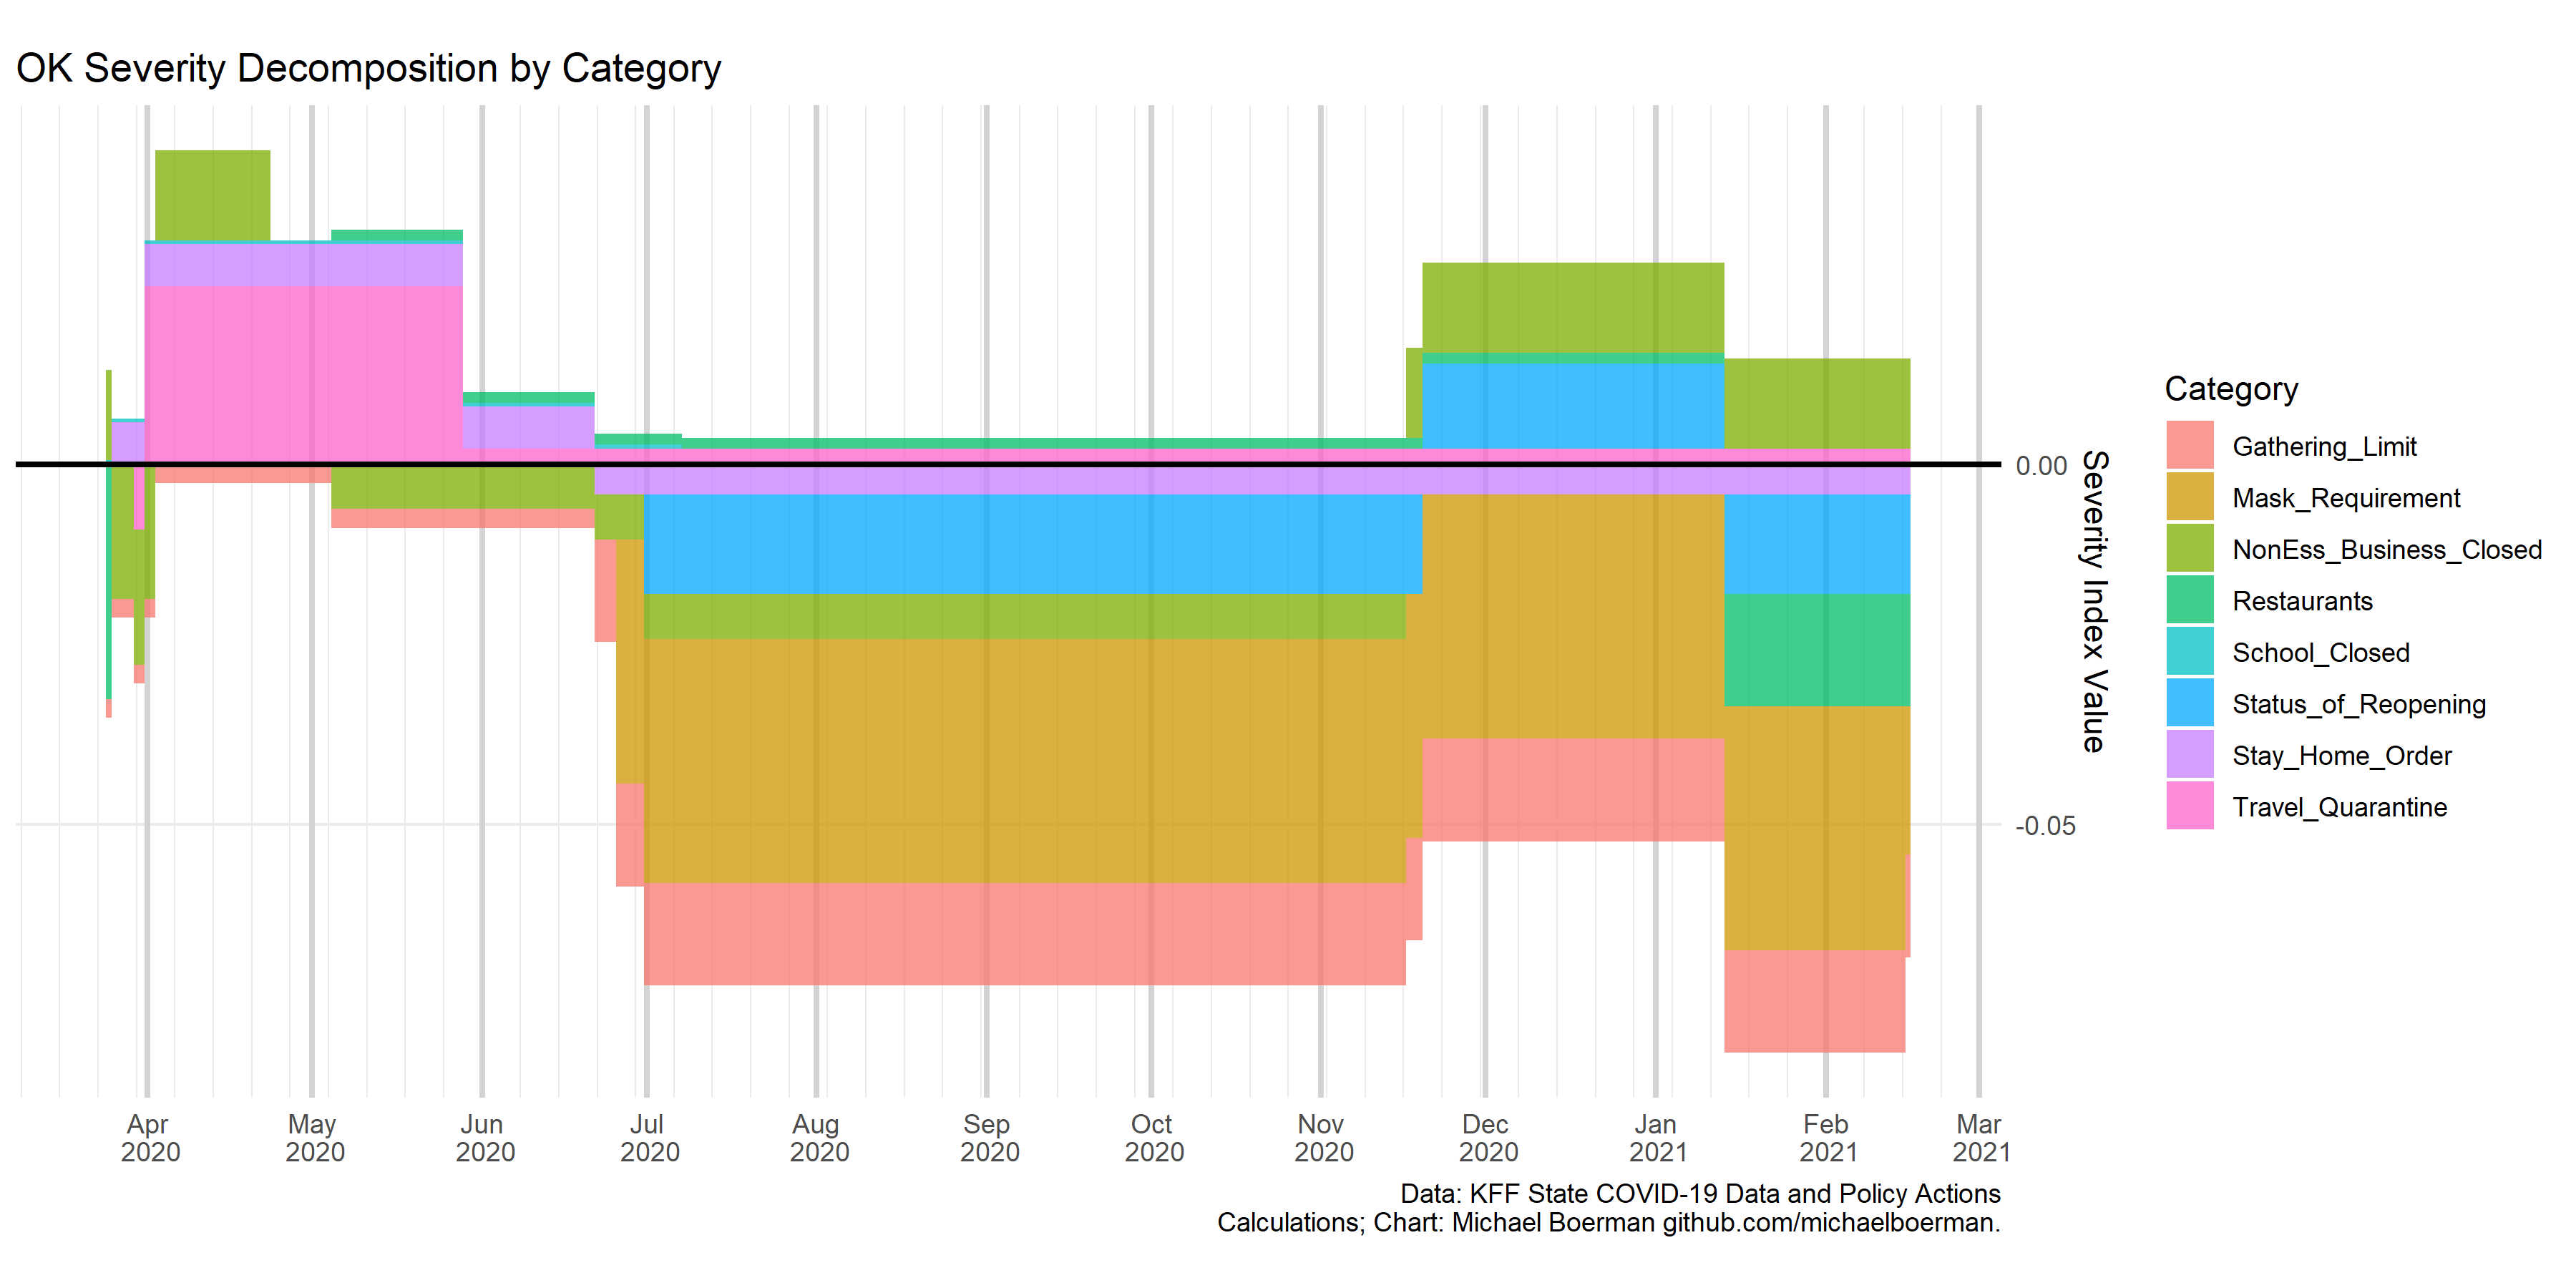 OK Severity Decomposition by Category
0.00
-0.05
Severity Index Value
Category
Gathering_Limit
Mask_Requirement
NonEss_Business_Closed
Restaurants
School_Closed
Status_of_Reopening
Stay_Home_Order
Travel_Quarantine
Apr May Jun Jul Aug Sep Oct Nov Dec Jan Feb Mar
2020 2020 2020 2020 2020 2020 2020 2020 2020 2021 2021 2021
Data: KFF State COVID-19 Data and Policy Actions
Calculations; Chart: Michael Boerman github.com/michaelboerman.